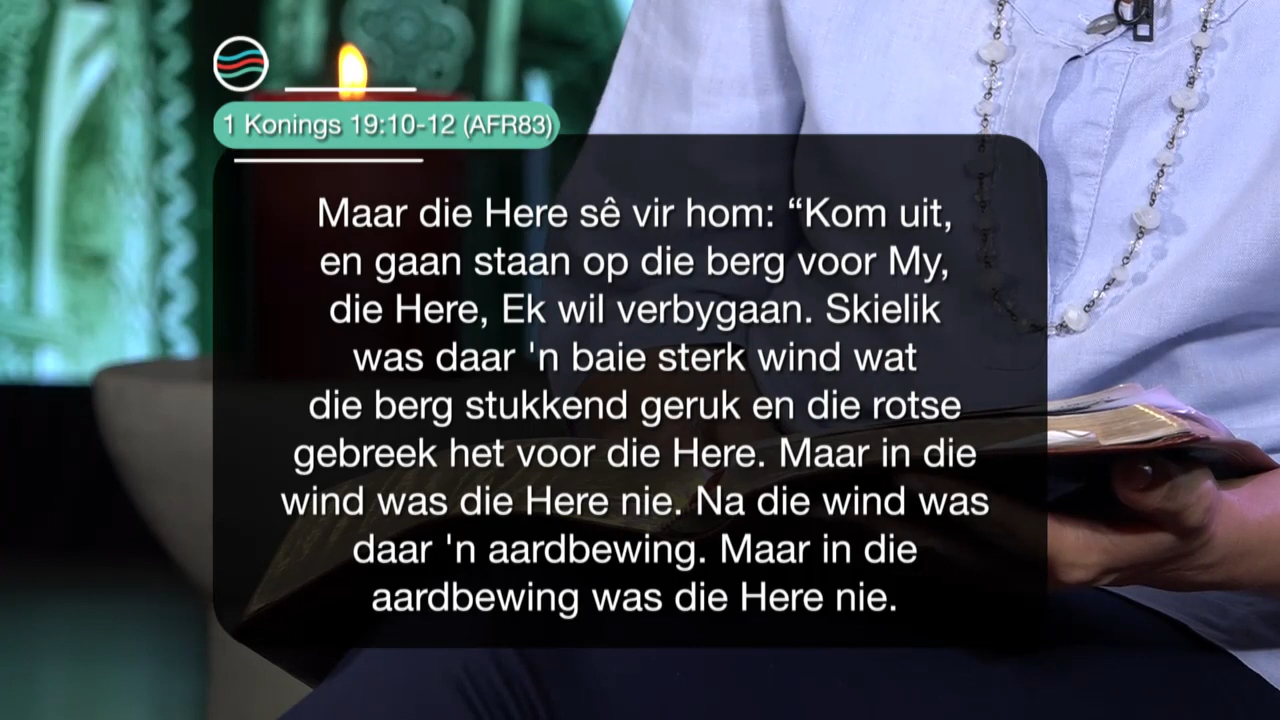 1 Konings 19:10-12 (AFR83)
Maar die Here sê vir hom: “Kom uit,
en gaan staan op die berg voor My,
die Here, Ek wil verbygaan. Skielik
was daar 'n baie sterk wind wat
die berg stukkend geruk en die rotse
gebreek het voor die Here. Maar in die
wind was die Here nie. Na die wind was
daar 'n aardbewing. Maar in die
aardbewing was die Here nie.